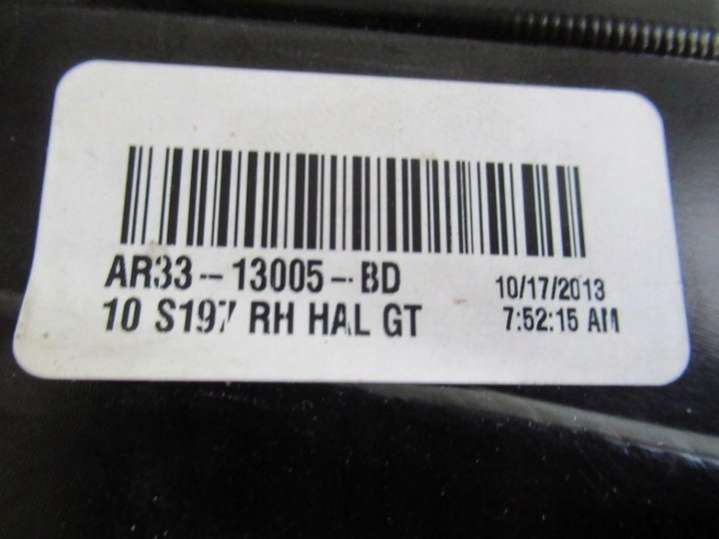 AR33-13005-BD
10/17/2013
10 S197 RH HAL GT
7:52:15 AM